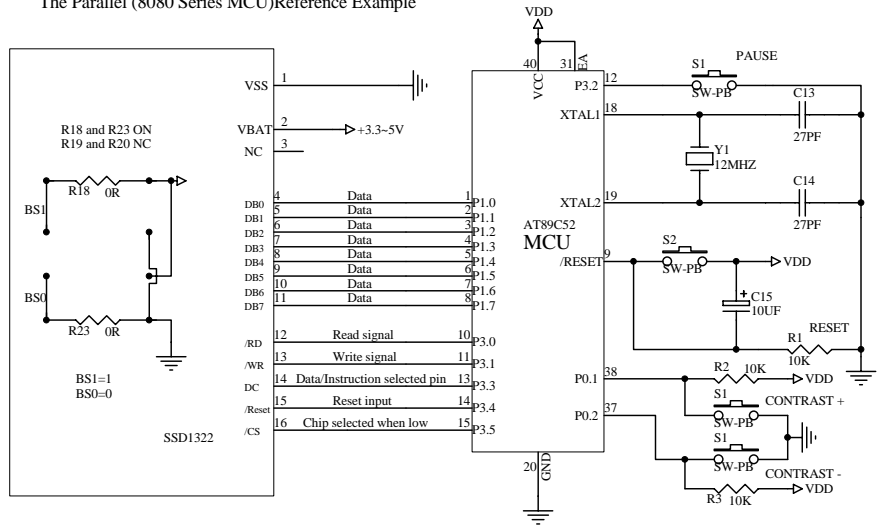 The Parallel (8080 Series MCU)Reference Example
VDD
40
31
EA
VCC
S1
PAUSE
12
P3.2
SW-PB
VSS
1
R18 and R23 ON
R19 and R20 NC
VBAT
2
+3.3~5V
NC
3
XTAL1
18
C13
27PF
Y1
12MHZ
R18
0R
BS1
BS0
R23
0R
BS1=1
BS0=0
XTAL2
19
C14
27PF
DB0 4 Data 1 P1.0
DB1 5 Data 2 P1.1
DB2 6 Data 3 P1.2
DB3 7 Data 4 P1.3
DB4 8 Data 5 P1.4
DB5 9 Data 6 P1.5
DB6 10 Data 7 P1.6
DB7 11 Data 8 P1.7
AT89C52
MCU
/RESET
9
S2
SW-PB
VDD
C15
+
10UF
R1
10K
RESET
/RD 12 Read signal 10 P3.0
/WR 13 Write signal 11 P3.1
DC 14 Data/Instruction selected pin 13 P3.3
/Reset 15 Reset input 14 P3.4
/CS 16 Chip selected when low 15 P3.5
SSD1322
P0.1
38
R2
10K
VDD
S1
CONTRAST +
SW-PB
P0.2
37
S1
SW-PB
CONTRAST -
R3
10K
VDD
20
GND